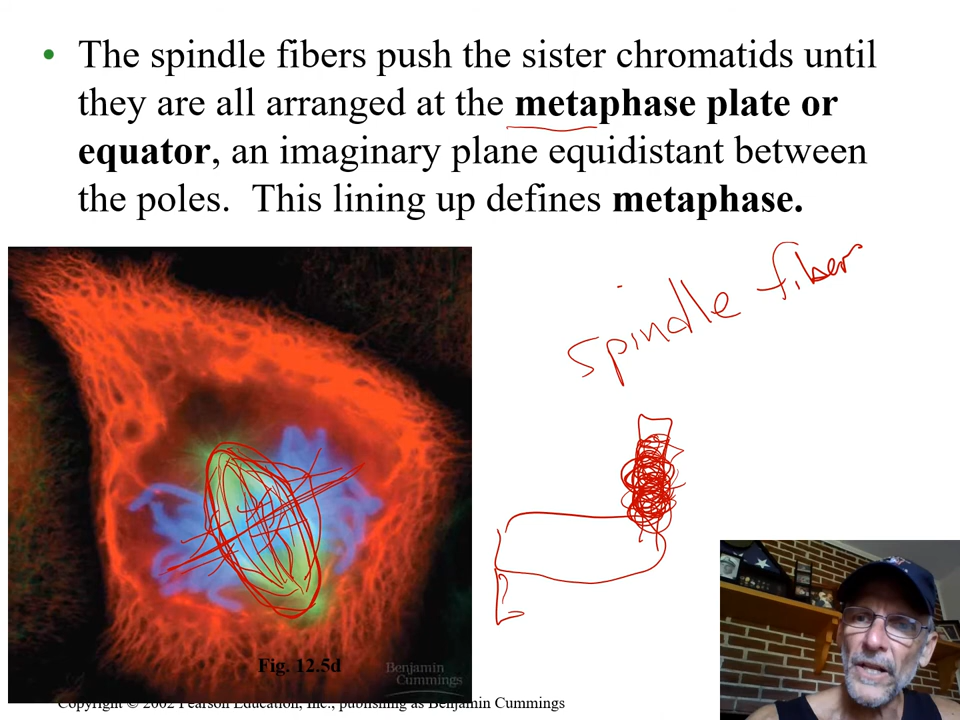 • The spindle fibers push the sister chromatids until
they are all arranged at the metaphase plate or
equator, an imaginary plane equidistant between
the poles. This lining up defines metaphase.
spindle fiber
Fig. 12.5d
Benjamin
Cummings
Copyright © 2002 Pearson Education, Inc., publishing as Benjamin Cummings